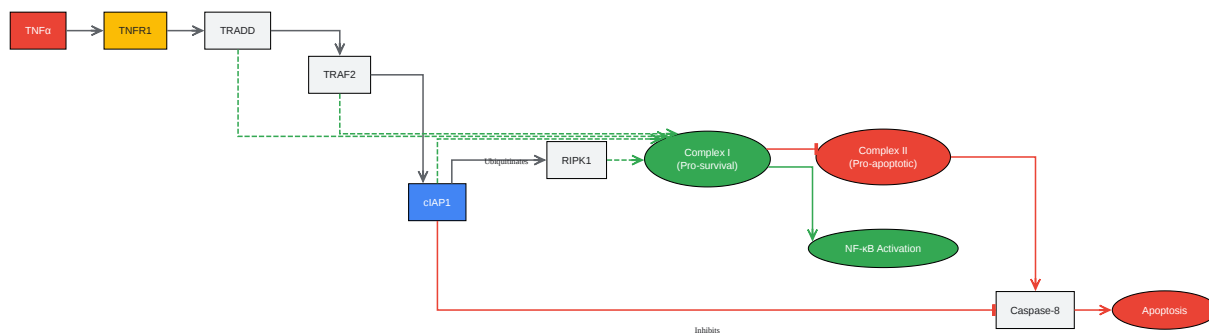 TNFα
TNFR1
TRADD
TRAF2
Ubiquitinates
RIPK1
Complex I
(Pro-survival)
Complex II
(Pro-apoptotic)
cIAP1
NF-κB Activation
Caspase-8
Apoptosis
Inhibits